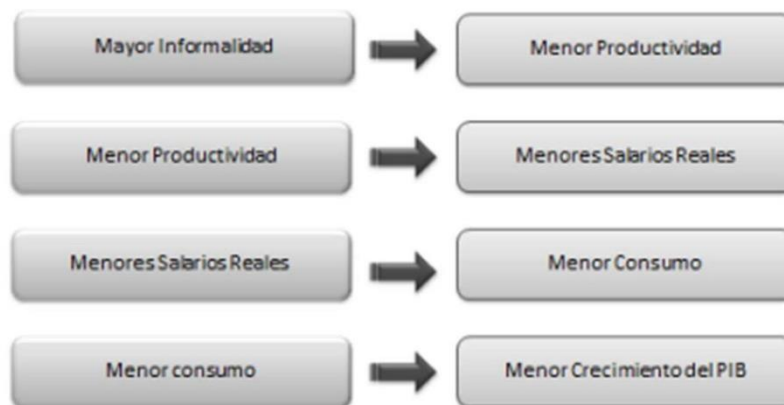 Mayor Informalidad
Menor Productividad
Menor Productividad
Menores Salarios Reales
Menores Salarios Reales
Menor Consumo
Menor consumo
Menor Crecimiento del PIB